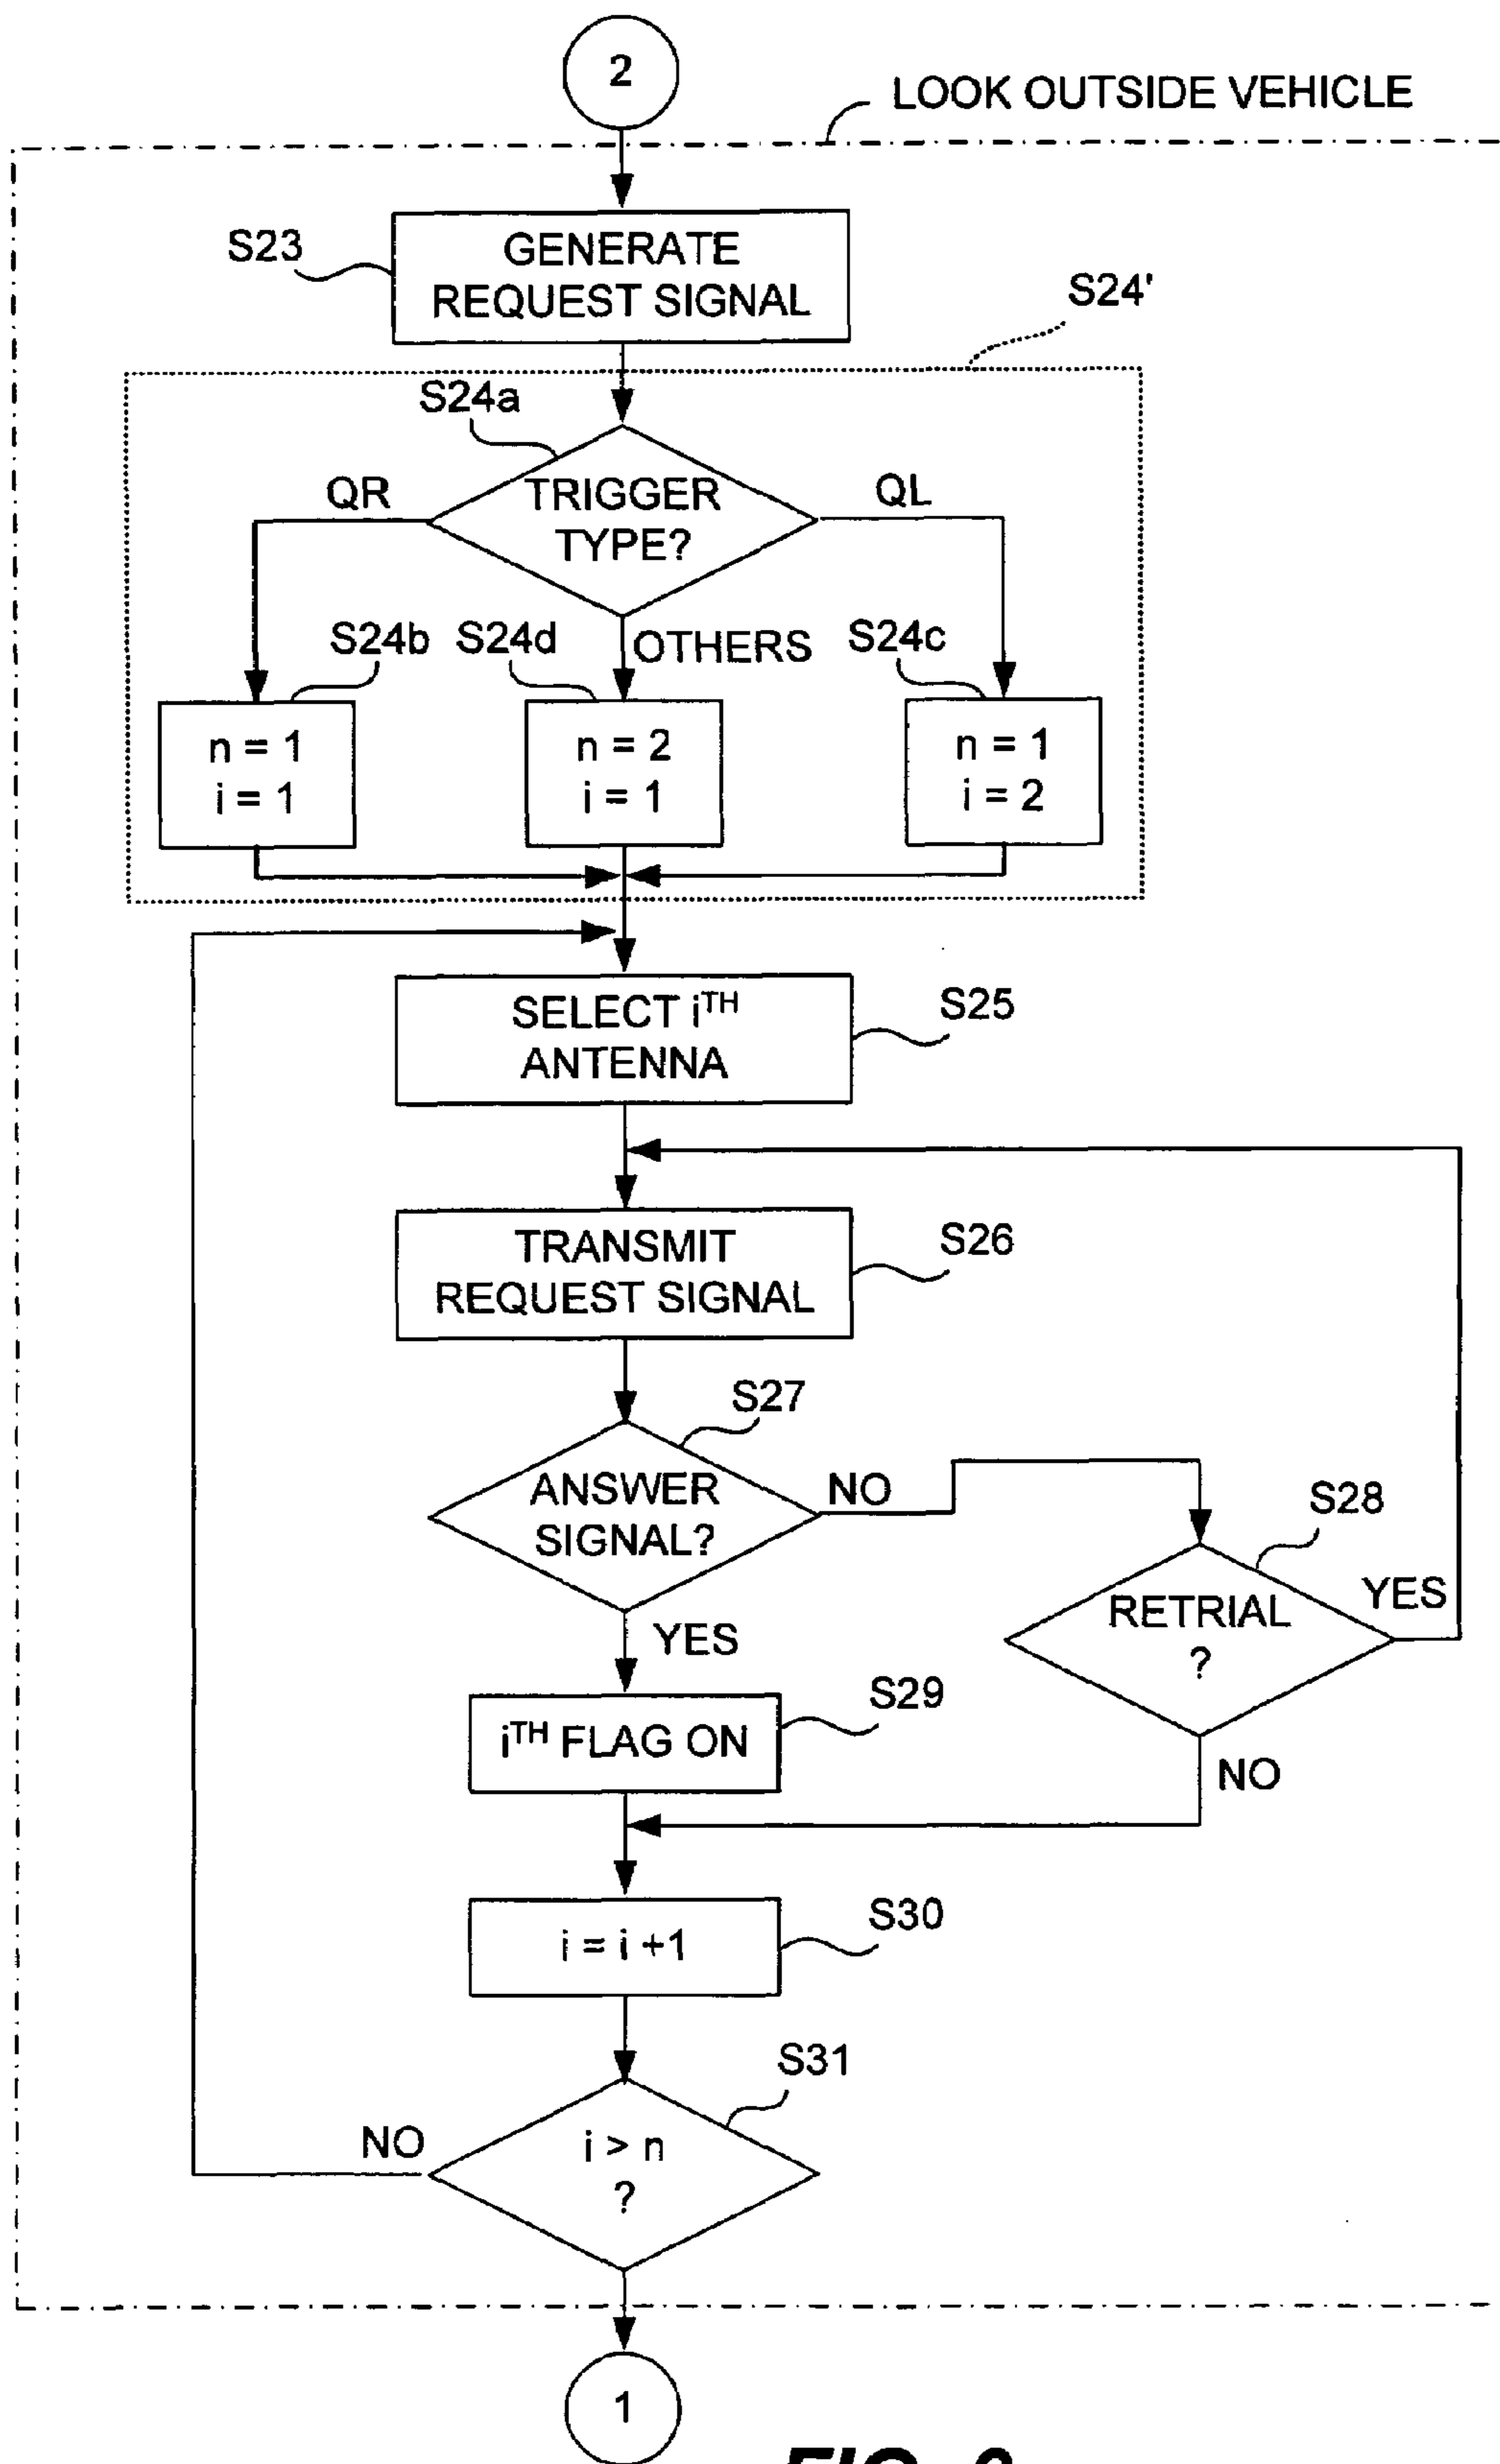 2
LOOK OUTSIDE VEHICLE
S23
GENERATE
REQUEST SIGNAL
S24'
S24a
QR
TRIGGER
TYPE?
QL
S24b
S24d
OTHERS
S24c
n = 1
i = 1
n = 2
i = 1
n = 1
i = 2
SELECT iTH
ANTENNA
S25
TRANSMIT
REQUEST SIGNAL
S26
S27
ANSWER
SIGNAL?
NO
S28
RETRIAL
?
YES
YES
S29
iTH FLAG ON
NO
S30
i = i +1
S31
NO
i > n
?
1